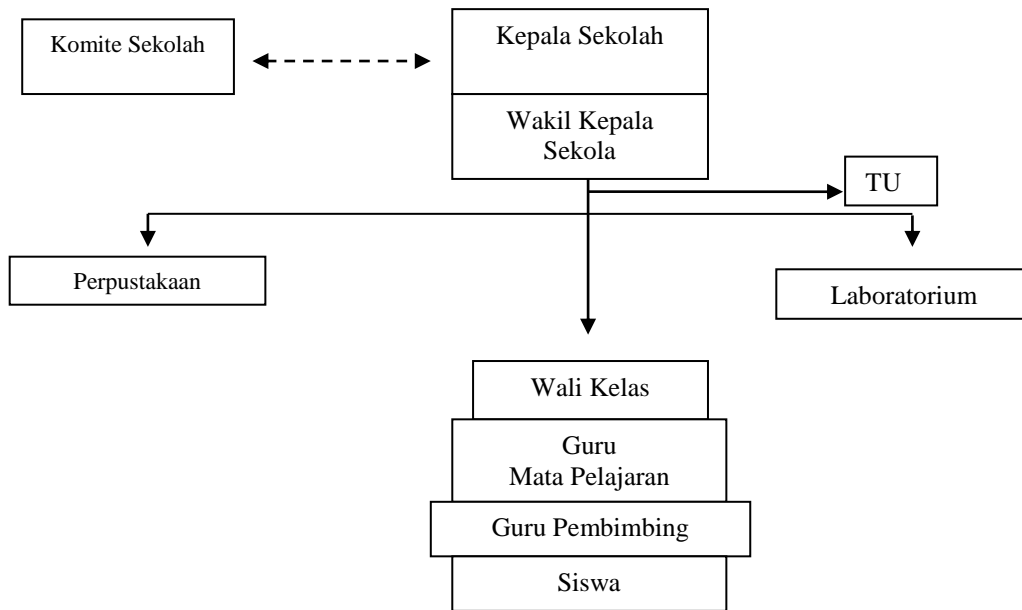 Komite Sekolah
Kepala Sekolah
Wakil Kepala
Sekola
TU
Perpustakaan
Laboratorium
Wali Kelas
Guru
Mata Pelajaran
Guru Pembimbing
Siswa